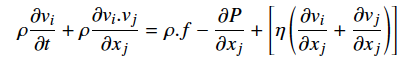 ρ ∂v_i/∂t + ρ ∂v_i.v_j/∂x_j = ρ.f − ∂P/∂x_j + [η (∂v_i/∂x_j + ∂v_j/∂x_j)]